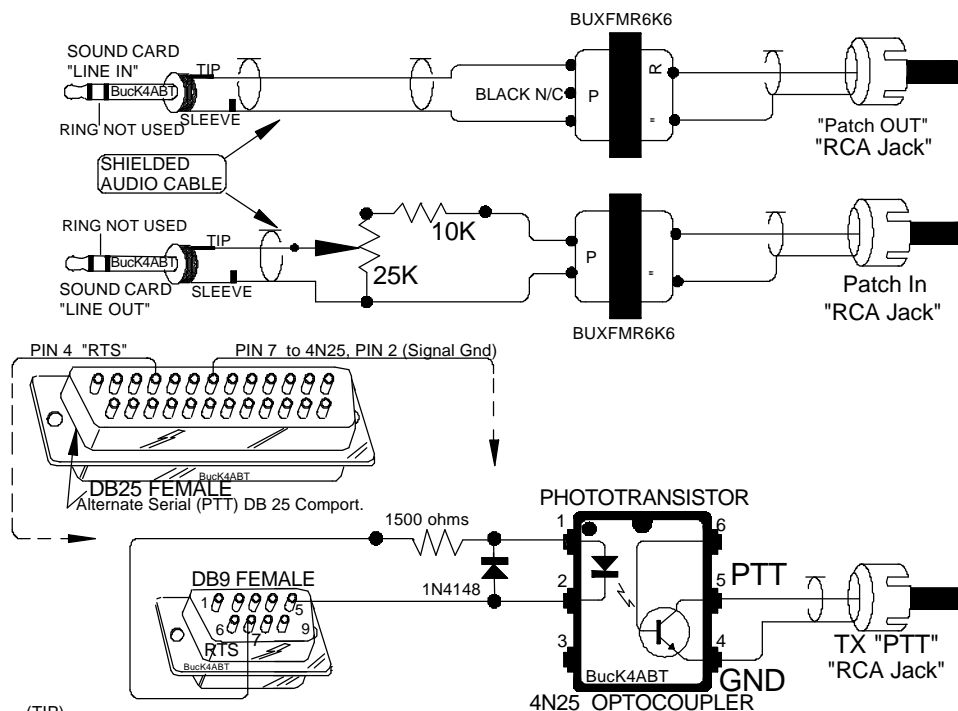 BUXFMR6K6
SOUND CARD
"LINE IN"
TIP
BucK4ABT
RING NOT USED
SLEEVE
BLACK N/C
P
R
"
"Patch OUT"
"RCA Jack"
SHIELDED
AUDIO CABLE
RING NOT USED
TIP
BucK4ABT
SOUND CARD
"LINE OUT"
SLEEVE
10K
25K
P
"
BUXFMR6K6
Patch In
"RCA Jack"
PIN 4 "RTS"
PIN 7 to 4N25, PIN 2 (Signal Gnd)
BucK4ABT
DB25 FEMALE
Alternate Serial (PTT) DB 25 Comport.
1500 ohms
1N4148
DB9 FEMALE
1
5
6
7
9
RTS
BucK4ABT
PHOTOTRANSISTOR
1
6
2
5
3
4
PTT
GND
BucK4ABT
4N25 OPTOCOUPLER
TX "PTT"
"RCA Jack"
(TIP)